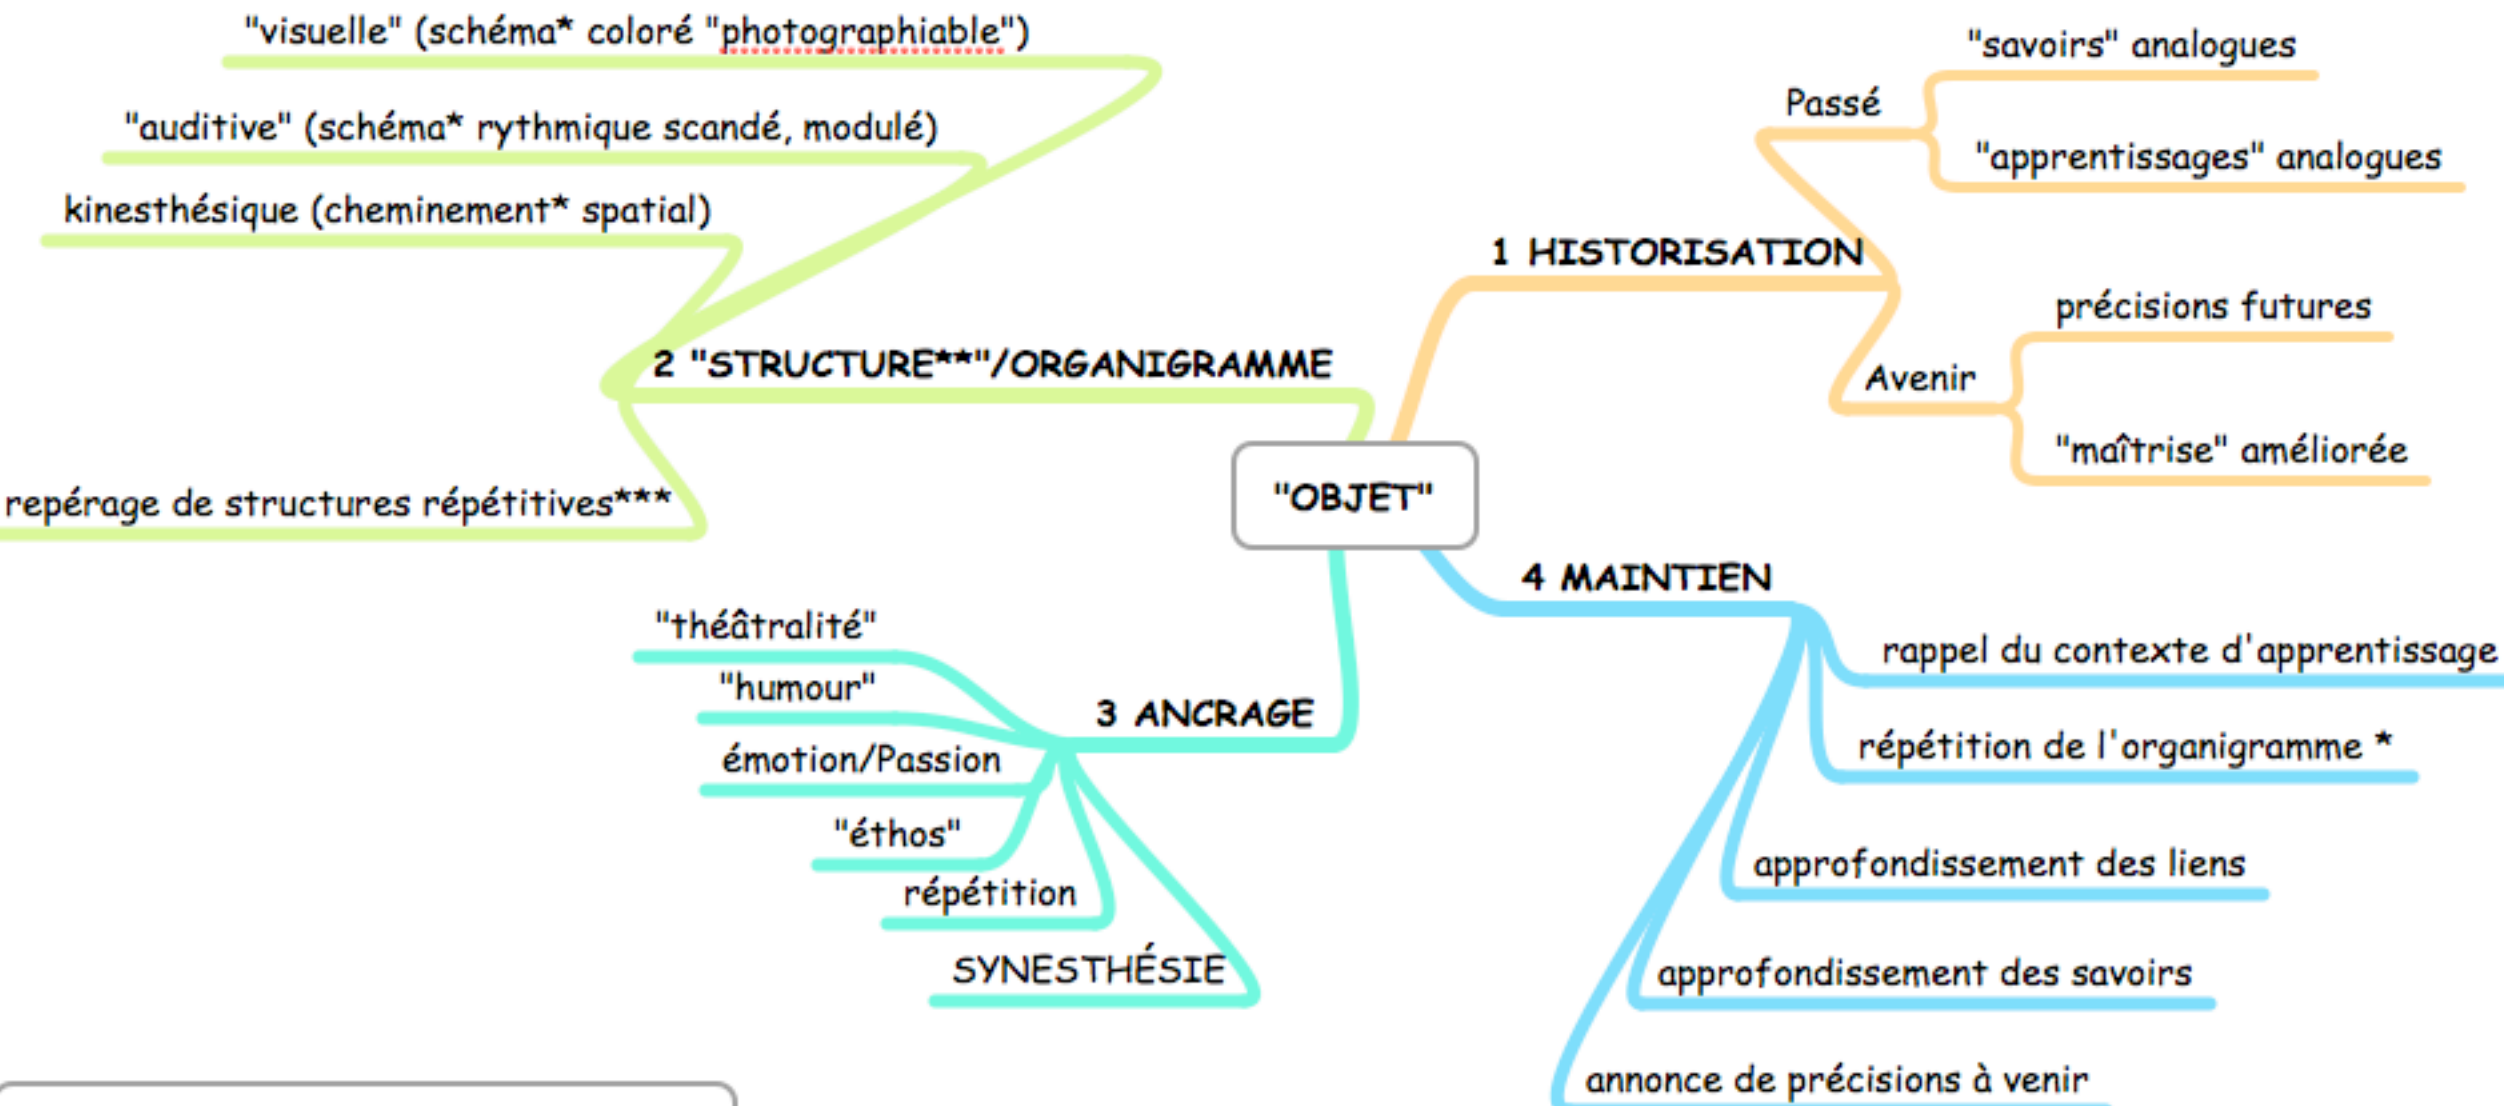 "visuelle" (schéma* coloré "photographiable")
"auditive" (schéma* rythmique scandé, modulé)
kinesthésique (cheminement* spatial)
2 "STRUCTURE**"/ORGANIGRAMME
repérage de structures répétitives***
"savoirs" analogues
Passé
"apprentissages" analogues
1 HISTORISATION
précisions futures
Avenir
"maîtrise" améliorée
"OBJET"
4 MAINTIEN
rappel du contexte d'apprentissage
répétition de l'organigramme *
approfondissement des liens
approfondissement des savoirs
annonce de précisions à venir
"théâtralité"
"humour"
3 ANCRAGE
émotion/Passion
"éthos"
répétition
SYNESTHÉSIE